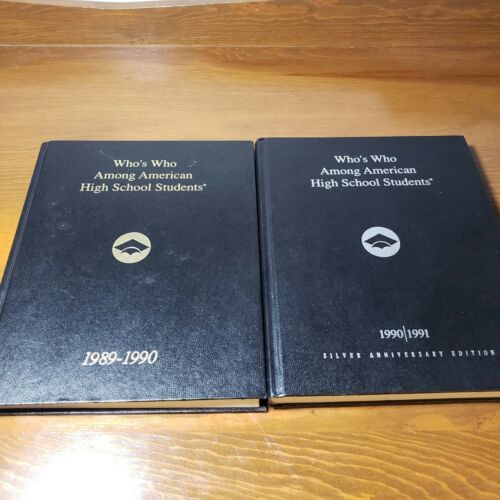 Who's Who
Among American
High School Students®
1989-1990
Who's Who
Among American
High School Students®
1990|1991
SILVER ANNIVERSARY EDITION